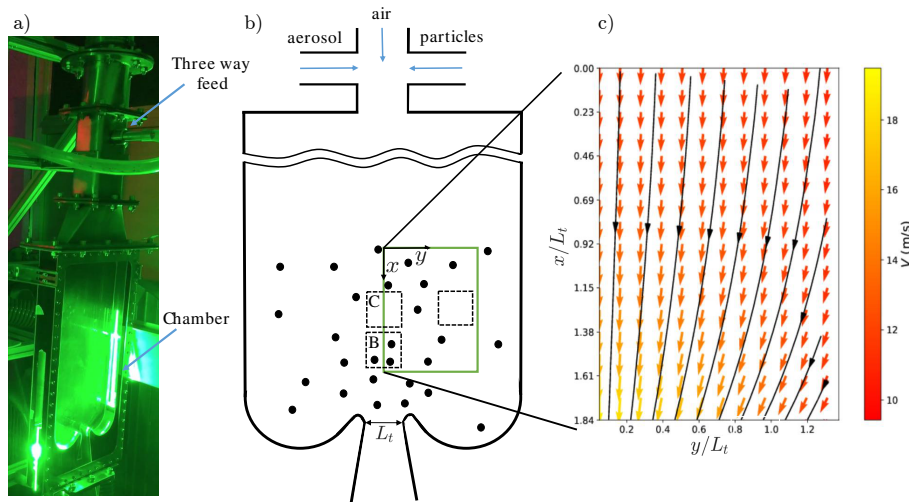 a)
Three way
feed
Chamber
b)
air
aerosol
particles
y
x
C
B
L_t
c)
0.00
0.23
0.46
0.69
0.92
1.15
1.38
1.61
1.84
x/L_t
0.2 0.4 0.6 0.8 1.0 1.2
y/L_t
18
16
14
12
10
V (m/s)